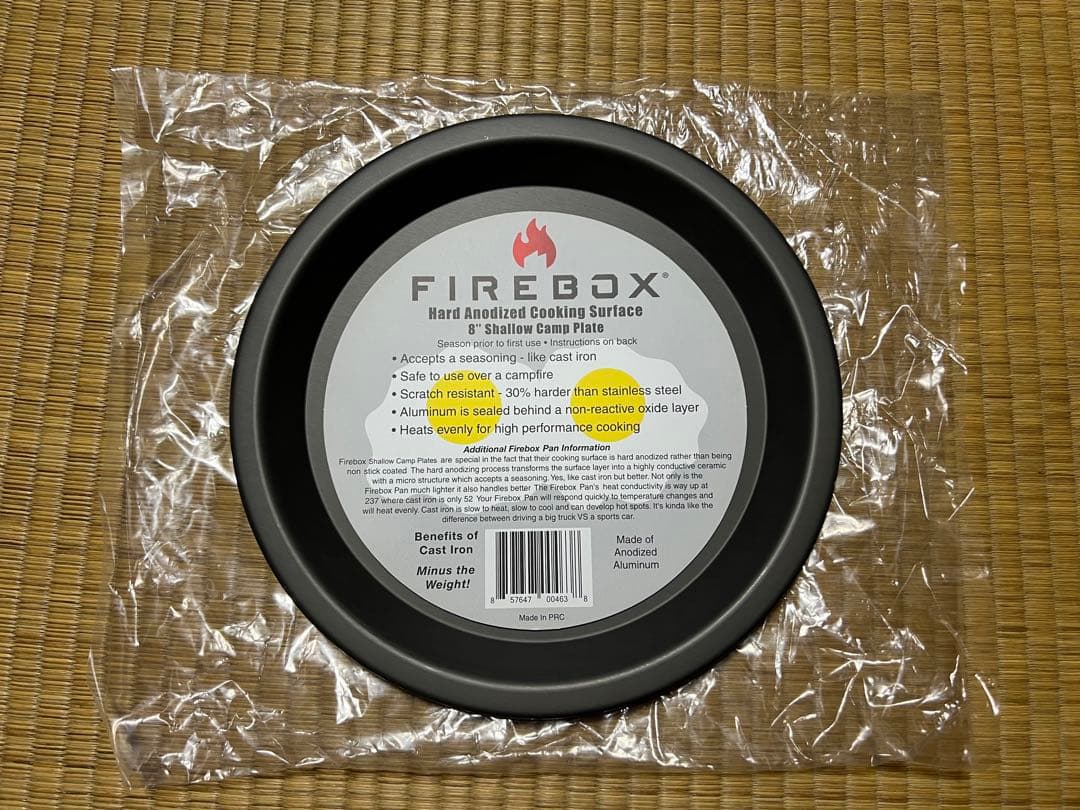 FIREBOX®
Hard Anodized Cooking Surface
8" Shallow Camp Plate
Season prior to first use • Instructions on back
• Accepts a seasoning - like cast iron
• Safe to use over a campfire
• Scratch resistant - 30% harder than stainless steel
• Aluminum is sealed behind a non-reactive oxide layer
• Heats evenly for high performance cooking
Additional Firebox Pan Information
Firebox Shallow Camp Plates are special in the fact that their cooking surface is hard anodized rather than being
non stick coated The hard anodizing process transforms the surface layer into a highly conductive ceramic
with a micro structure which accepts a seasoning. Yes, like cast iron but better. Not only is the
Firebox Pan much lighter it also handles better The Firebox Pan's heat conductivity is way up at
237 where cast iron is only 52 Your Firebox Pan will respond quickly to temperature changes and
will heat evenly. Cast iron is slow to heat, slow to cool and can develop hot spots. It's kinda like the
difference between driving a big truck VS a sports car.
Benefits of
Cast Iron
Minus the
Weight!
Made of
Anodized
Aluminum
8 57647 00463 8
Made In PRC